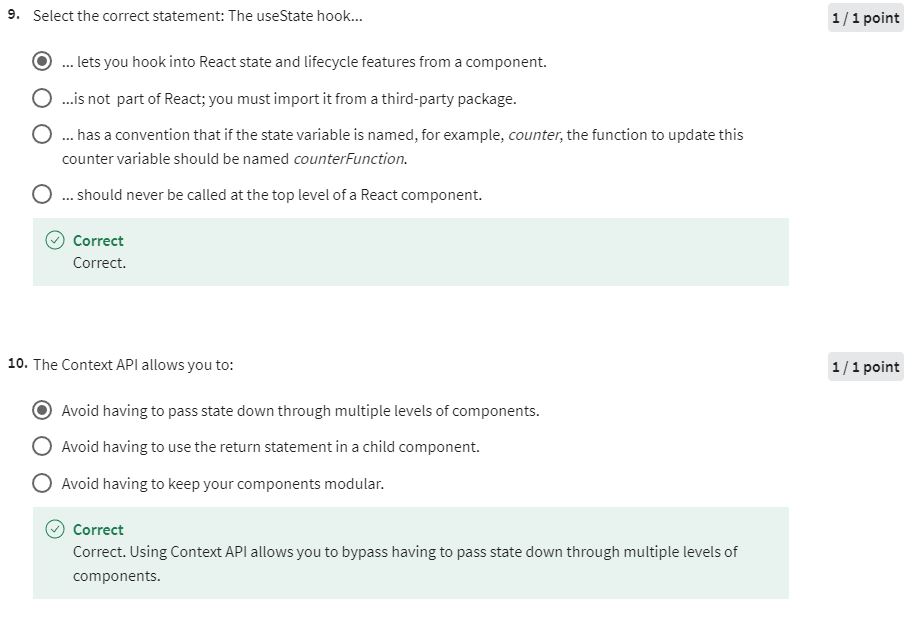 9. Select the correct statement: The useState hook... 1 / 1 point
... lets you hook into React state and lifecycle features from a component.
...is not part of React; you must import it from a third-party package.
... has a convention that if the state variable is named, for example, counter, the function to update this
counter variable should be named counterFunction.
... should never be called at the top level of a React component.
Correct
Correct.
10. The Context API allows you to: 1 / 1 point
Avoid having to pass state down through multiple levels of components.
Avoid having to use the return statement in a child component.
Avoid having to keep your components modular.
Correct
Correct. Using Context API allows you to bypass having to pass state down through multiple levels of
components.